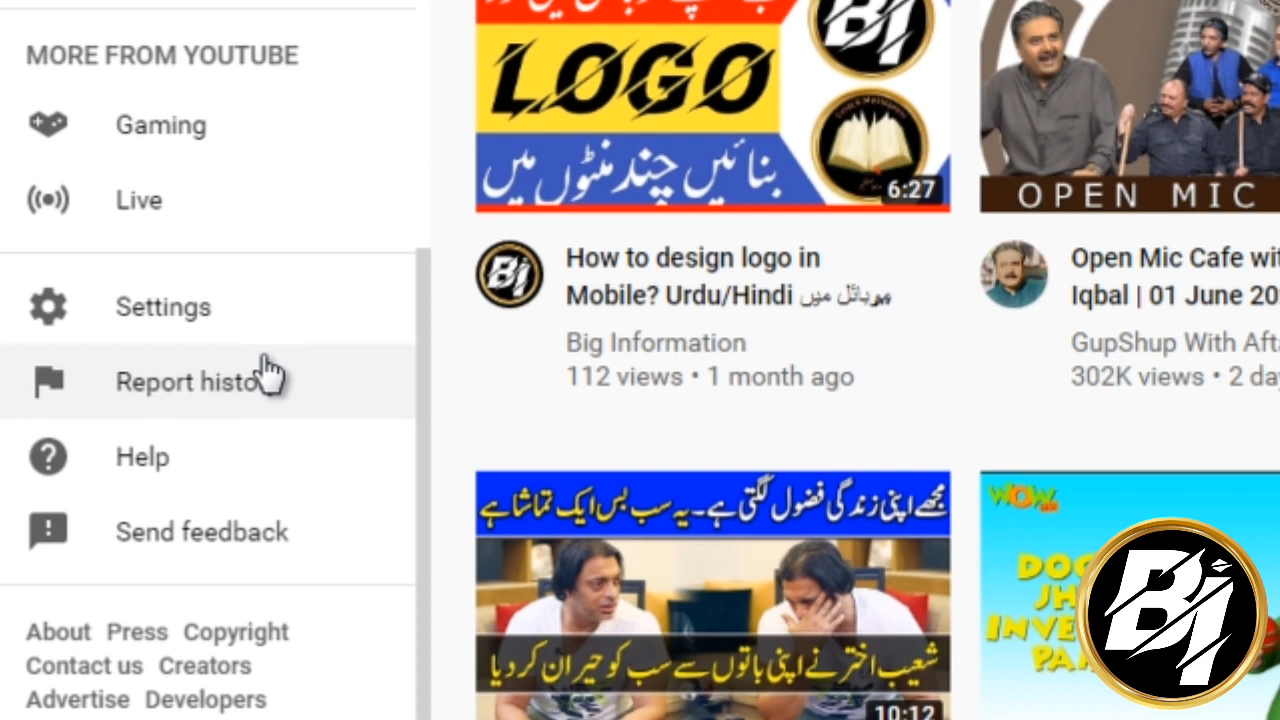 MORE FROM YOUTUBE
Gaming
Live
Settings
Report histo
Help
Send feedback
About Press Copyright
Contact us Creators
Advertise Developers
LOGO
بنائیں چند منٹوں میں
Bi
6:27
How to design logo in
Mobile? Urdu/Hindi موبائل میں
Big Information
112 views • 1 month ago
OPEN MIC
Open Mic Cafe wit
Iqbal | 01 June 20
GupShup With Afta
302K views • 2 day
مجھے اپنی زندگی فضول لگتی ہے۔ یہ سب بس ایک تماشا ہے
شعیب اختر نے اپنی باتوں سے سب کو حیران کر دیا
10:12
WOW
DOC
JH
INVE
PA
Bi